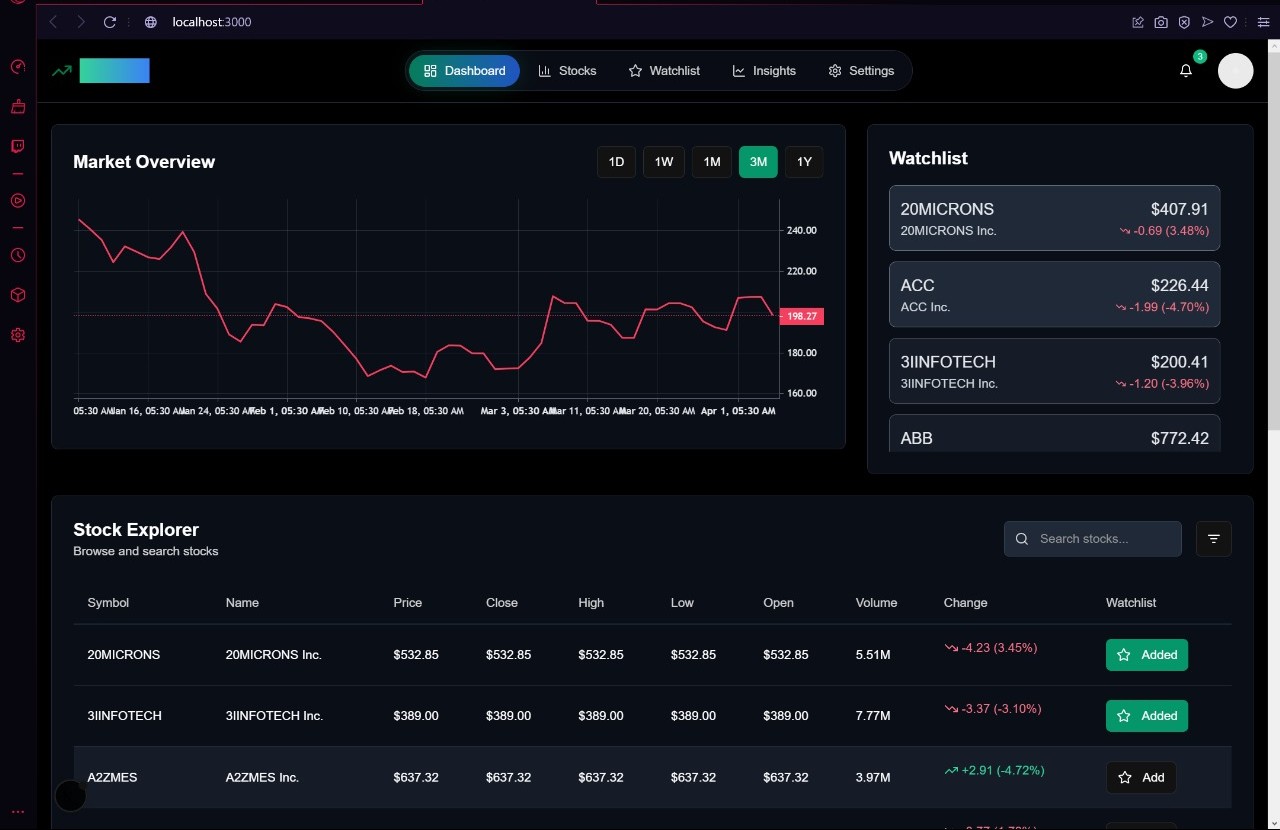 localhost:3000
Dashboard Stocks Watchlist Insights Settings
3
Market Overview
1D 1W 1M 3M 1Y
240.00
220.00
198.27
180.00
160.00
05:30 AM Jan 16, 05:30 AM Jan 24, 05:30 AM Feb 1, 05:30 AM Feb 10, 05:30 AM Feb 18, 05:30 AM Mar 3, 05:30 AM Mar 11, 05:30 AM Mar 20, 05:30 AM Apr 1, 05:30 AM
Watchlist
20MICRONS $407.91
20MICRONS Inc. -0.69 (3.48%)
ACC $226.44
ACC Inc. -1.99 (-4.70%)
3IINFOTECH $200.41
3IINFOTECH Inc. -1.20 (-3.96%)
ABB $772.42
Stock Explorer
Browse and search stocks
Search stocks...
Symbol Name Price Close High Low Open Volume Change Watchlist
20MICRONS 20MICRONS Inc. $532.85 $532.85 $532.85 $532.85 $532.85 5.51M -4.23 (3.45%) Added
3IINFOTECH 3IINFOTECH Inc. $389.00 $389.00 $389.00 $389.00 $389.00 7.77M -3.37 (-3.10%) Added
A2ZMES A2ZMES Inc. $637.32 $637.32 $637.32 $637.32 $637.32 3.97M +2.91 (-4.72%) Add